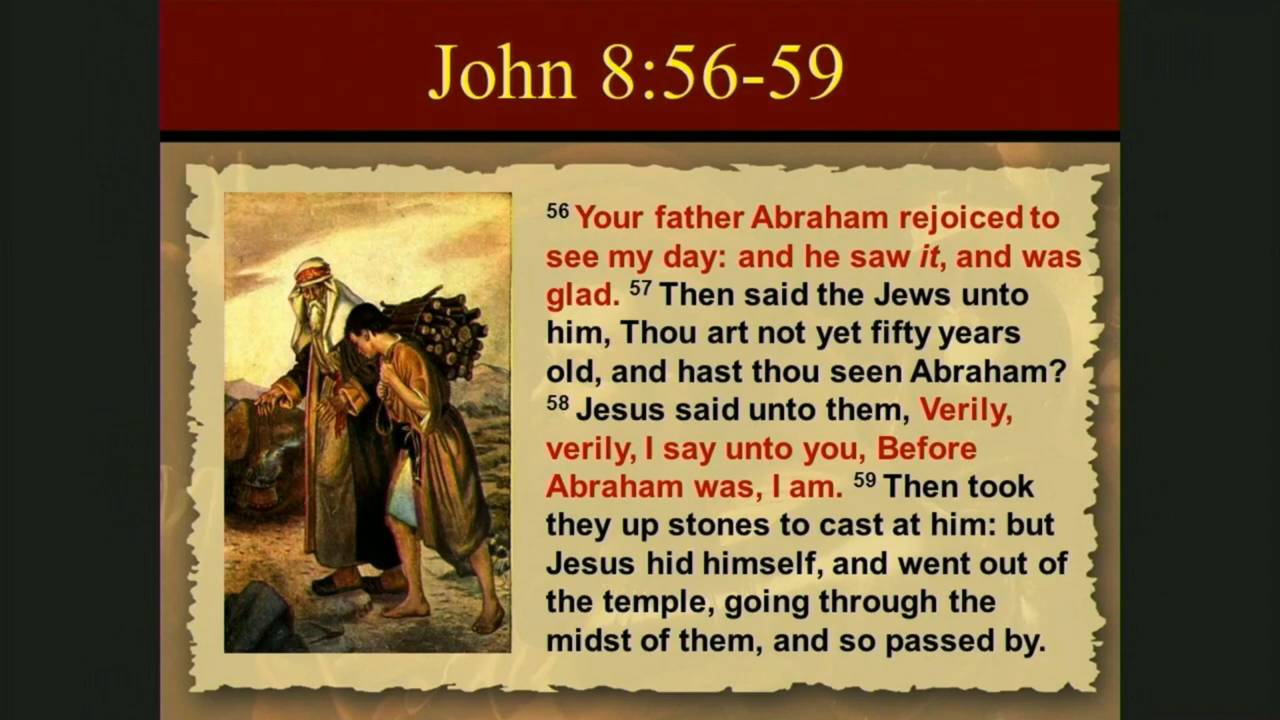 John 8:56-59
56 Your father Abraham rejoiced to
see my day: and he saw it, and was
glad. 57 Then said the Jews unto
him, Thou art not yet fifty years
old, and hast thou seen Abraham?
58 Jesus said unto them, Verily,
verily, I say unto you, Before
Abraham was, I am. 59 Then took
they up stones to cast at him: but
Jesus hid himself, and went out of
the temple, going through the
midst of them, and so passed by.